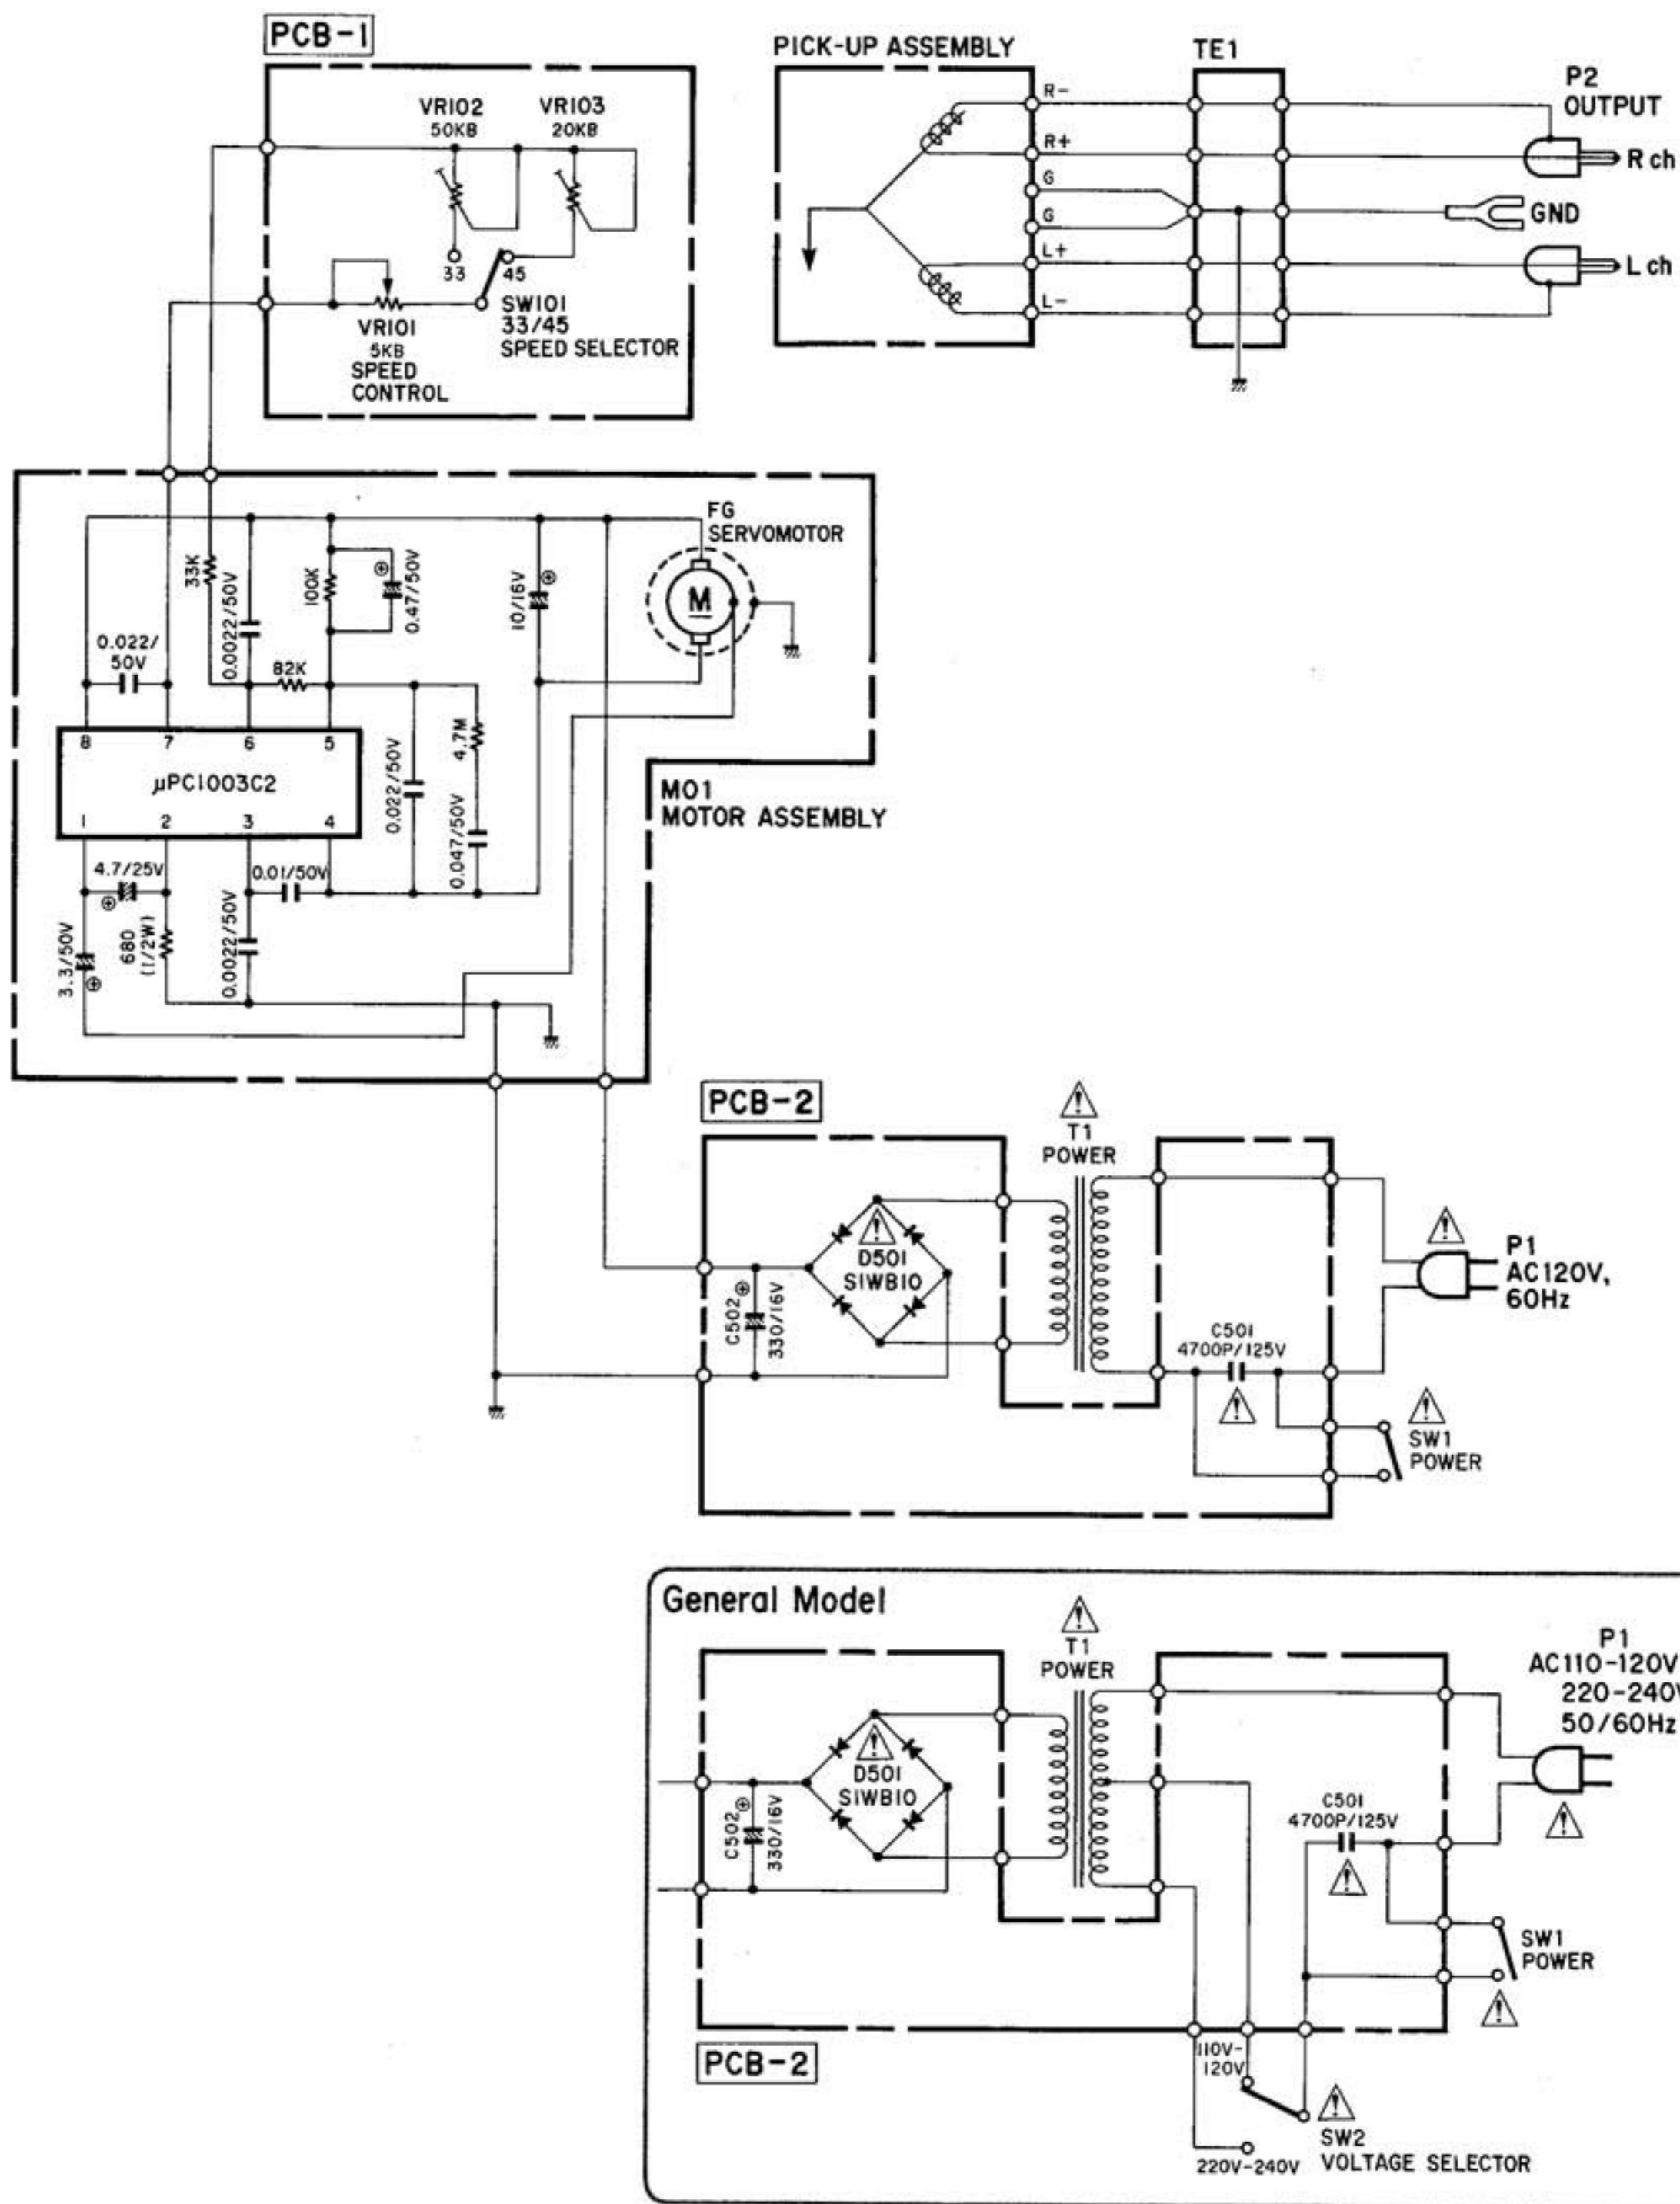 PCB-1
VR102
50KB
VR103
20KB
33
45
SW101
33/45
SPEED SELECTOR
VR101
5KB
SPEED
CONTROL
PICK-UP ASSEMBLY
R-
R+
G
G
L+
L-
TE1
P2
OUTPUT
R ch
GND
L ch
FG
SERVOMOTOR
M
33K
0.0022/50V
100K
0.47/50V
10/16V
0.022/
50V
82K
8
7
6
5
μPC1003C2
1
2
3
4
0.022/50V
4.7M
0.047/50V
4.7/25V
0.01/50V
3.3/50V
680
(1/2W)
0.0022/50V
M01
MOTOR ASSEMBLY
PCB-2
T1
POWER
D501
S1WB10
C502
330/16V
P1
AC120V,
60Hz
C501
4700P/125V
SW1
POWER
General Model
T1
POWER
P1
AC110-120V
220-240V
50/60Hz
D501
S1WB10
C502
330/16V
C501
4700P/125V
SW1
POWER
PCB-2
110V-
120V
SW2
VOLTAGE SELECTOR
220V-240V